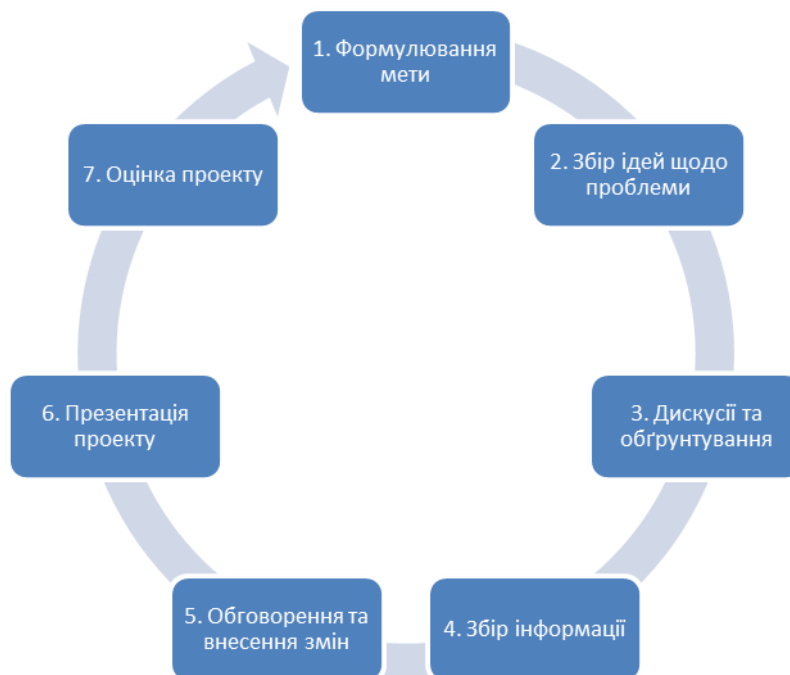 1. Формулювання
мети
2. Збір ідей щодо
проблеми
3. Дискусії та
обґрунтування
4. Збір інформації
5. Обговорення та
внесення змін
6. Презентація
проекту
7. Оцінка проекту